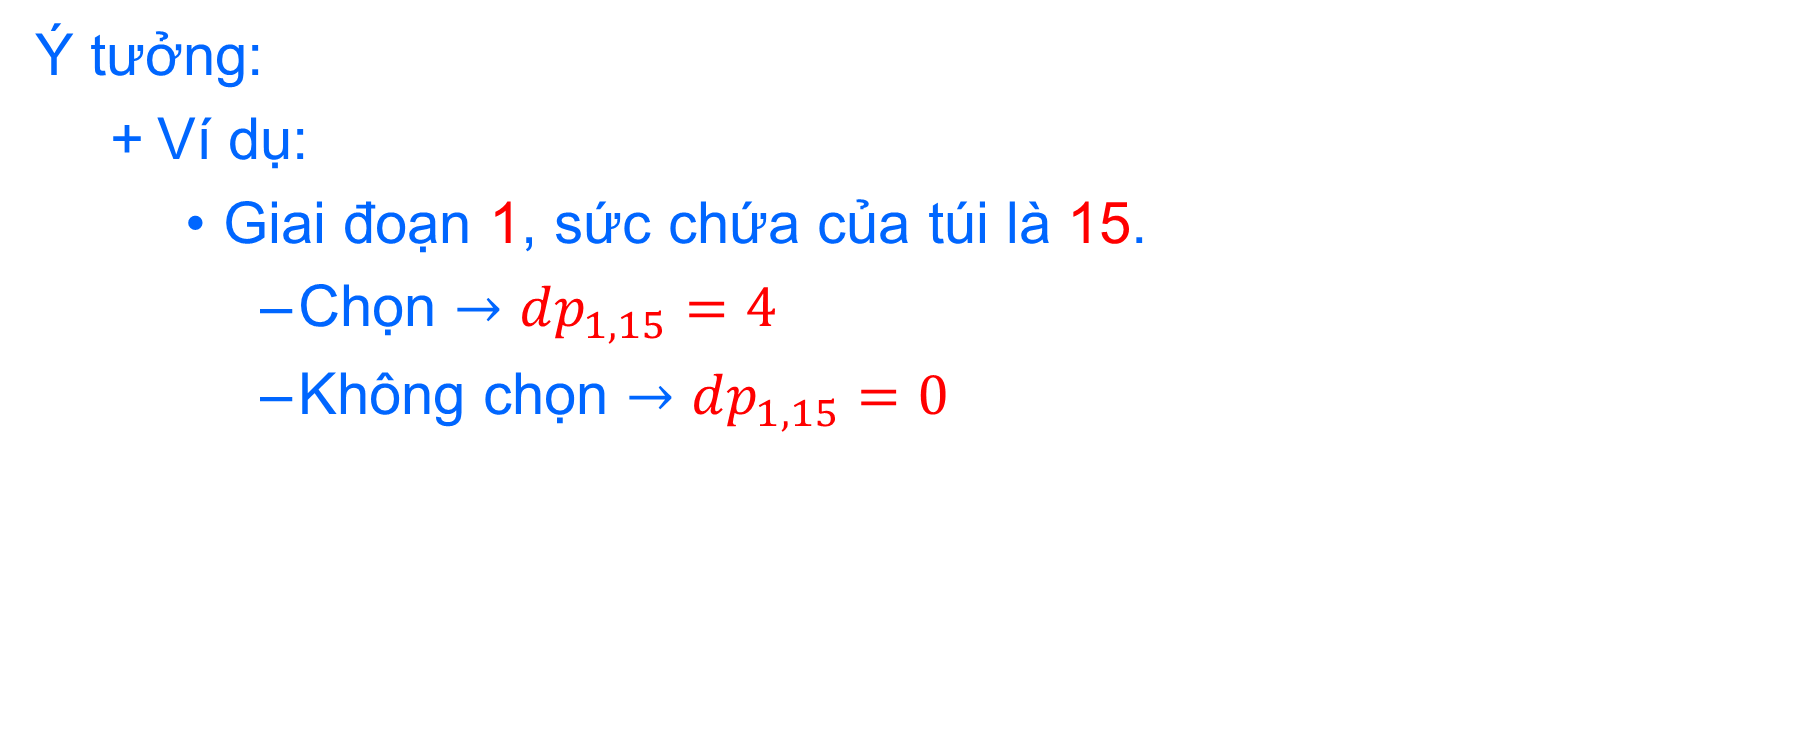 Ý tưởng:
+ Ví dụ:
• Giai đoạn 1, sức chứa của túi là 15.
–Chọn → dp₁,₁₅ = 4
–Không chọn → dp₁,₁₅ = 0